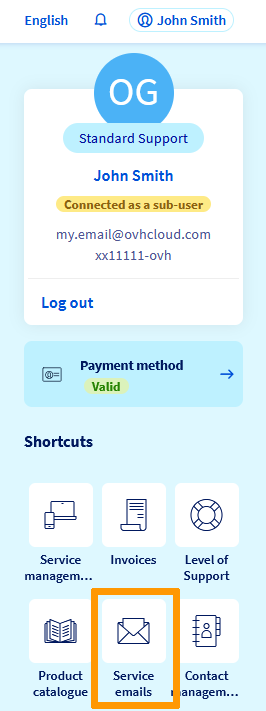 English
John Smith
OG
Standard Support
John Smith
Connected as a sub-user
my.email@ovhcloud.com
xx11111-ovh
Log out
Payment method
Valid
Shortcuts
Service
managem...
Invoices
Level of
Support
Product
catalogue
Service
emails
Contact
managem...